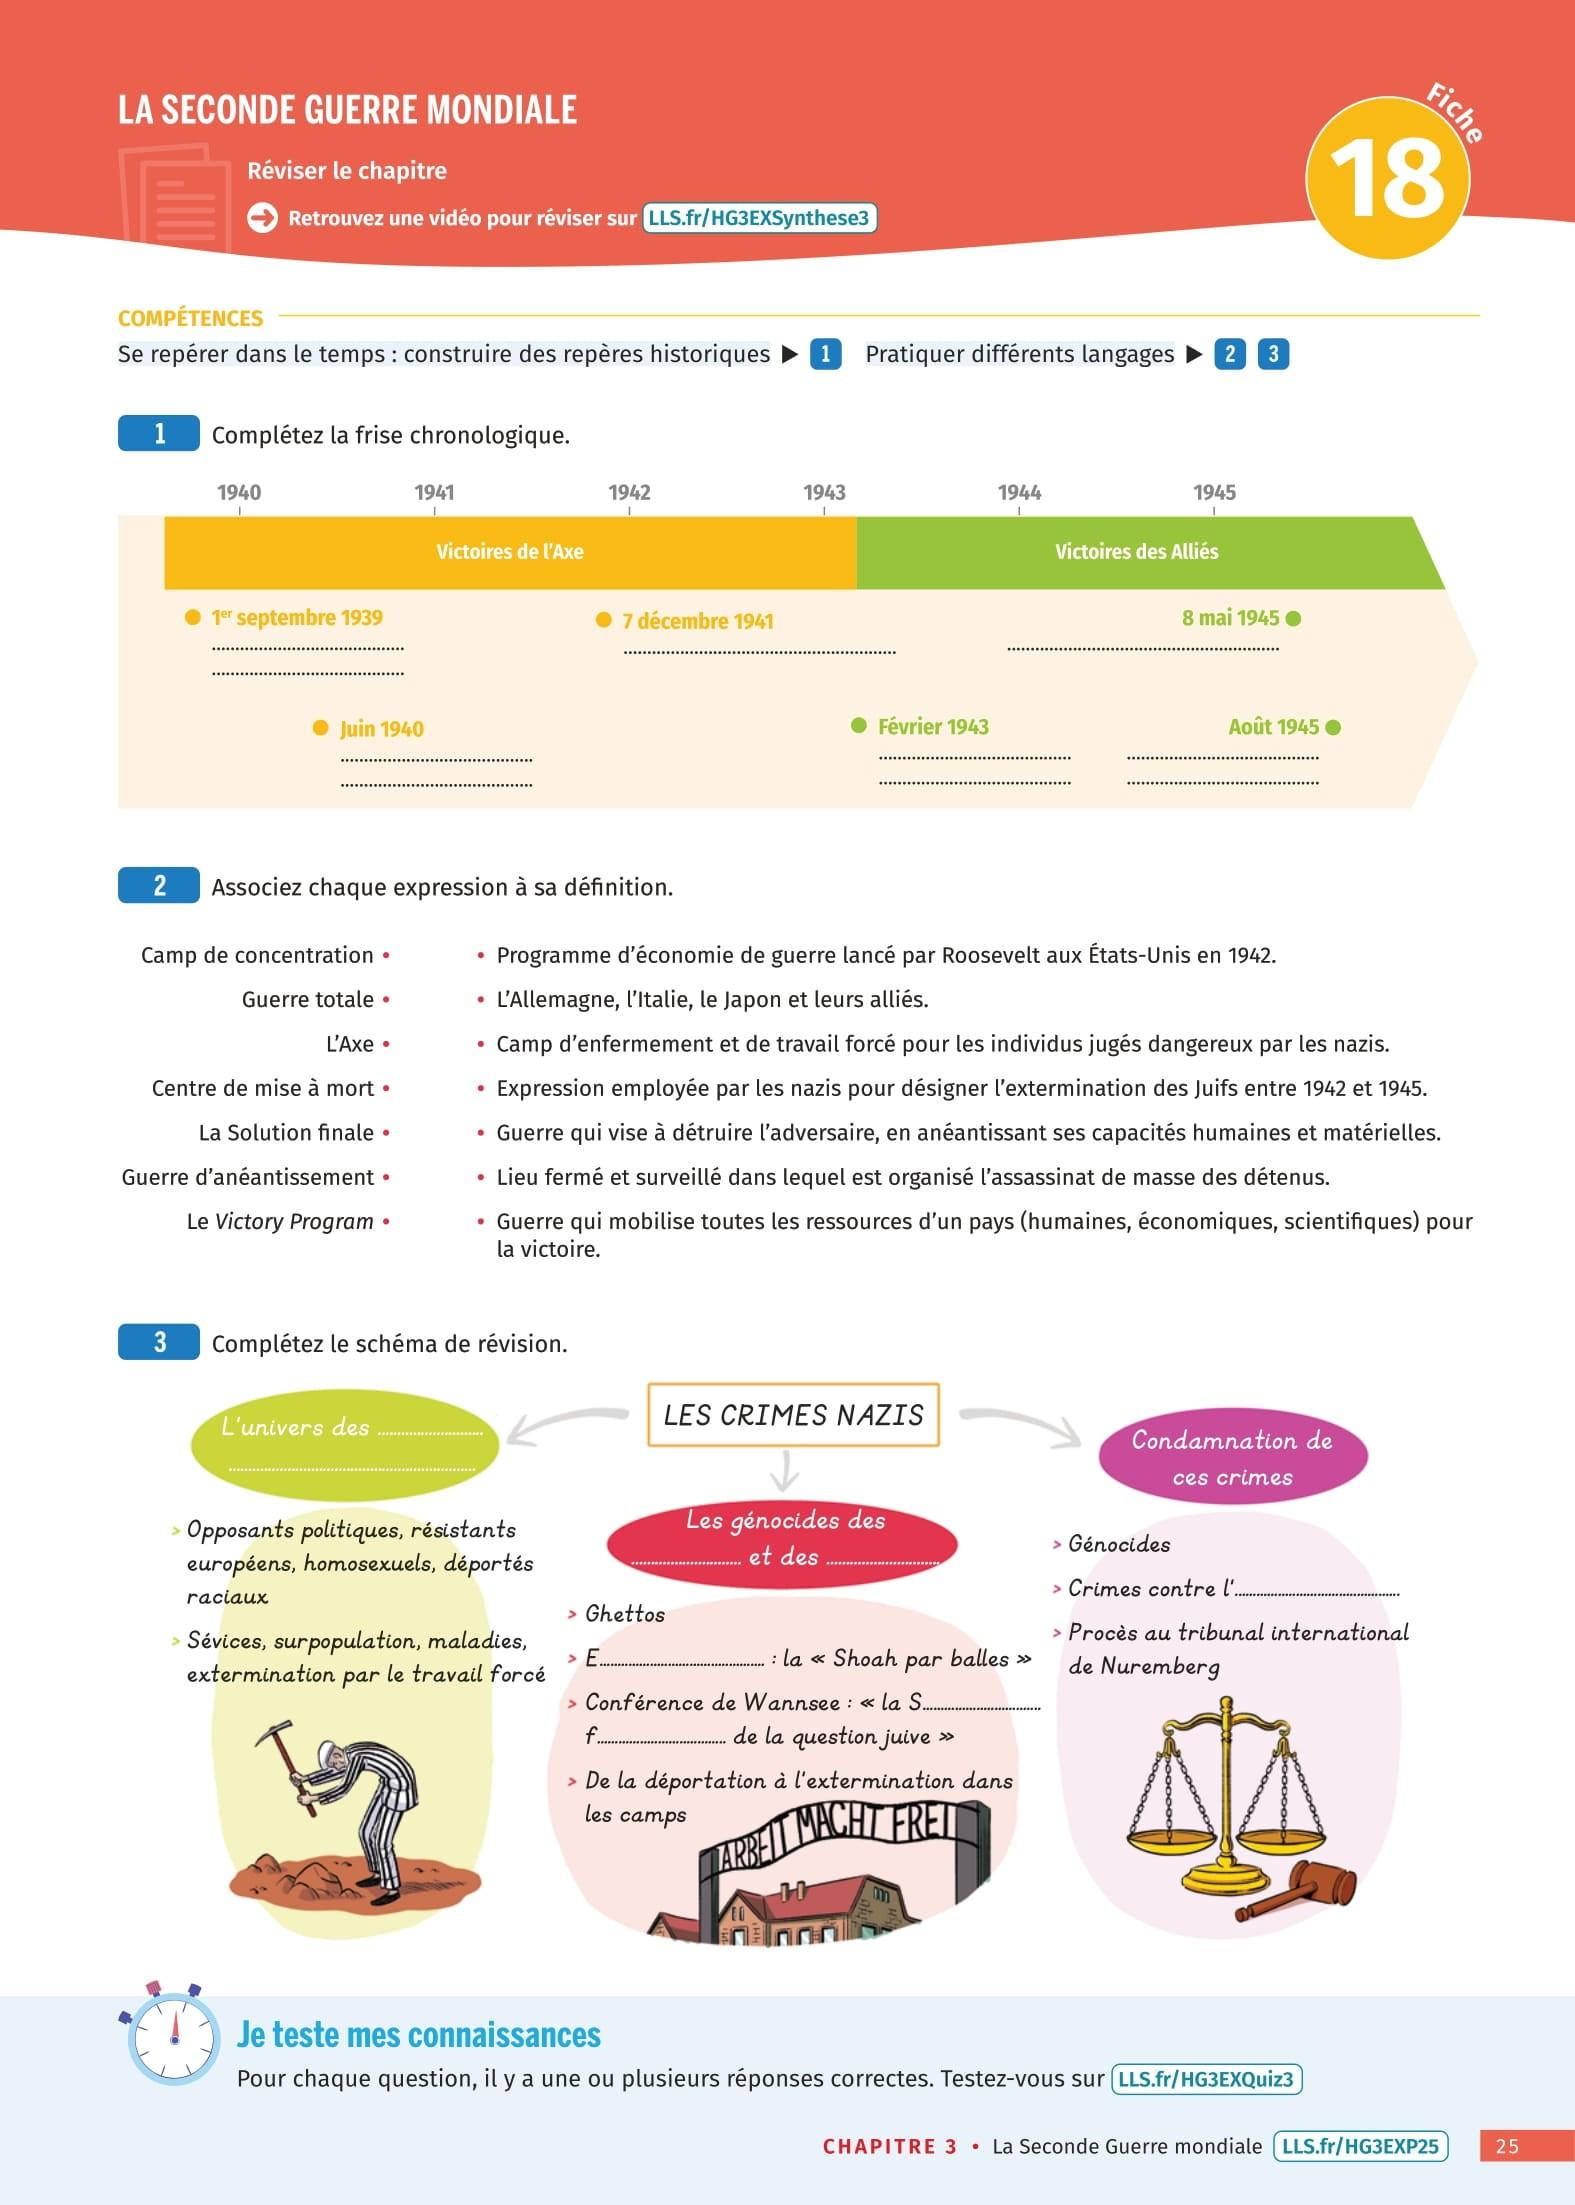 LA SECONDE GUERRE MONDIALE
Fiche
18
Réviser le chapitre
Retrouvez une vidéo pour réviser sur LLS.fr/HG3EXSynthese3
COMPÉTENCES
Se repérer dans le temps : construire des repères historiques ▶ 1 Pratiquer différents langages ▶ 2 3
1 Complétez la frise chronologique.
1940 1941 1942 1943 1944 1945
Victoires de l'Axe Victoires des Alliés
1er septembre 1939 7 décembre 1941 8 mai 1945
Juin 1940 Février 1943 Août 1945
2 Associez chaque expression à sa définition.
Camp de concentration • • Programme d'économie de guerre lancé par Roosevelt aux États-Unis en 1942.
Guerre totale • • L'Allemagne, l'Italie, le Japon et leurs alliés.
L'Axe • • Camp d'enfermement et de travail forcé pour les individus jugés dangereux par les nazis.
Centre de mise à mort • • Expression employée par les nazis pour désigner l'extermination des Juifs entre 1942 et 1945.
La Solution finale • • Guerre qui vise à détruire l'adversaire, en anéantissant ses capacités humaines et matérielles.
Guerre d'anéantissement • • Lieu fermé et surveillé dans lequel est organisé l'assassinat de masse des détenus.
Le Victory Program • • Guerre qui mobilise toutes les ressources d'un pays (humaines, économiques, scientifiques) pour
la victoire.
3 Complétez le schéma de révision.
LES CRIMES NAZIS
L'univers des ..........
..........
> Opposants politiques, résistants
européens, homosexuels, déportés
raciaux
> Sévices, surpopulation, maladies,
extermination par le travail forcé
Les génocides des
.......... et des ..........
> Ghettos
> E.......... : la « Shoah par balles »
> Conférence de Wannsee : « la S..........
f.......... de la question juive »
> De la déportation à l'extermination dans
les camps
ARBEIT MACHT FREI
Condamnation de
ces crimes
> Génocides
> Crimes contre l'..........
> Procès au tribunal international
de Nuremberg
Je teste mes connaissances
Pour chaque question, il y a une ou plusieurs réponses correctes. Testez-vous sur LLS.fr/HG3EXQuiz3
CHAPITRE 3 • La Seconde Guerre mondiale LLS.fr/HG3EXP25 25